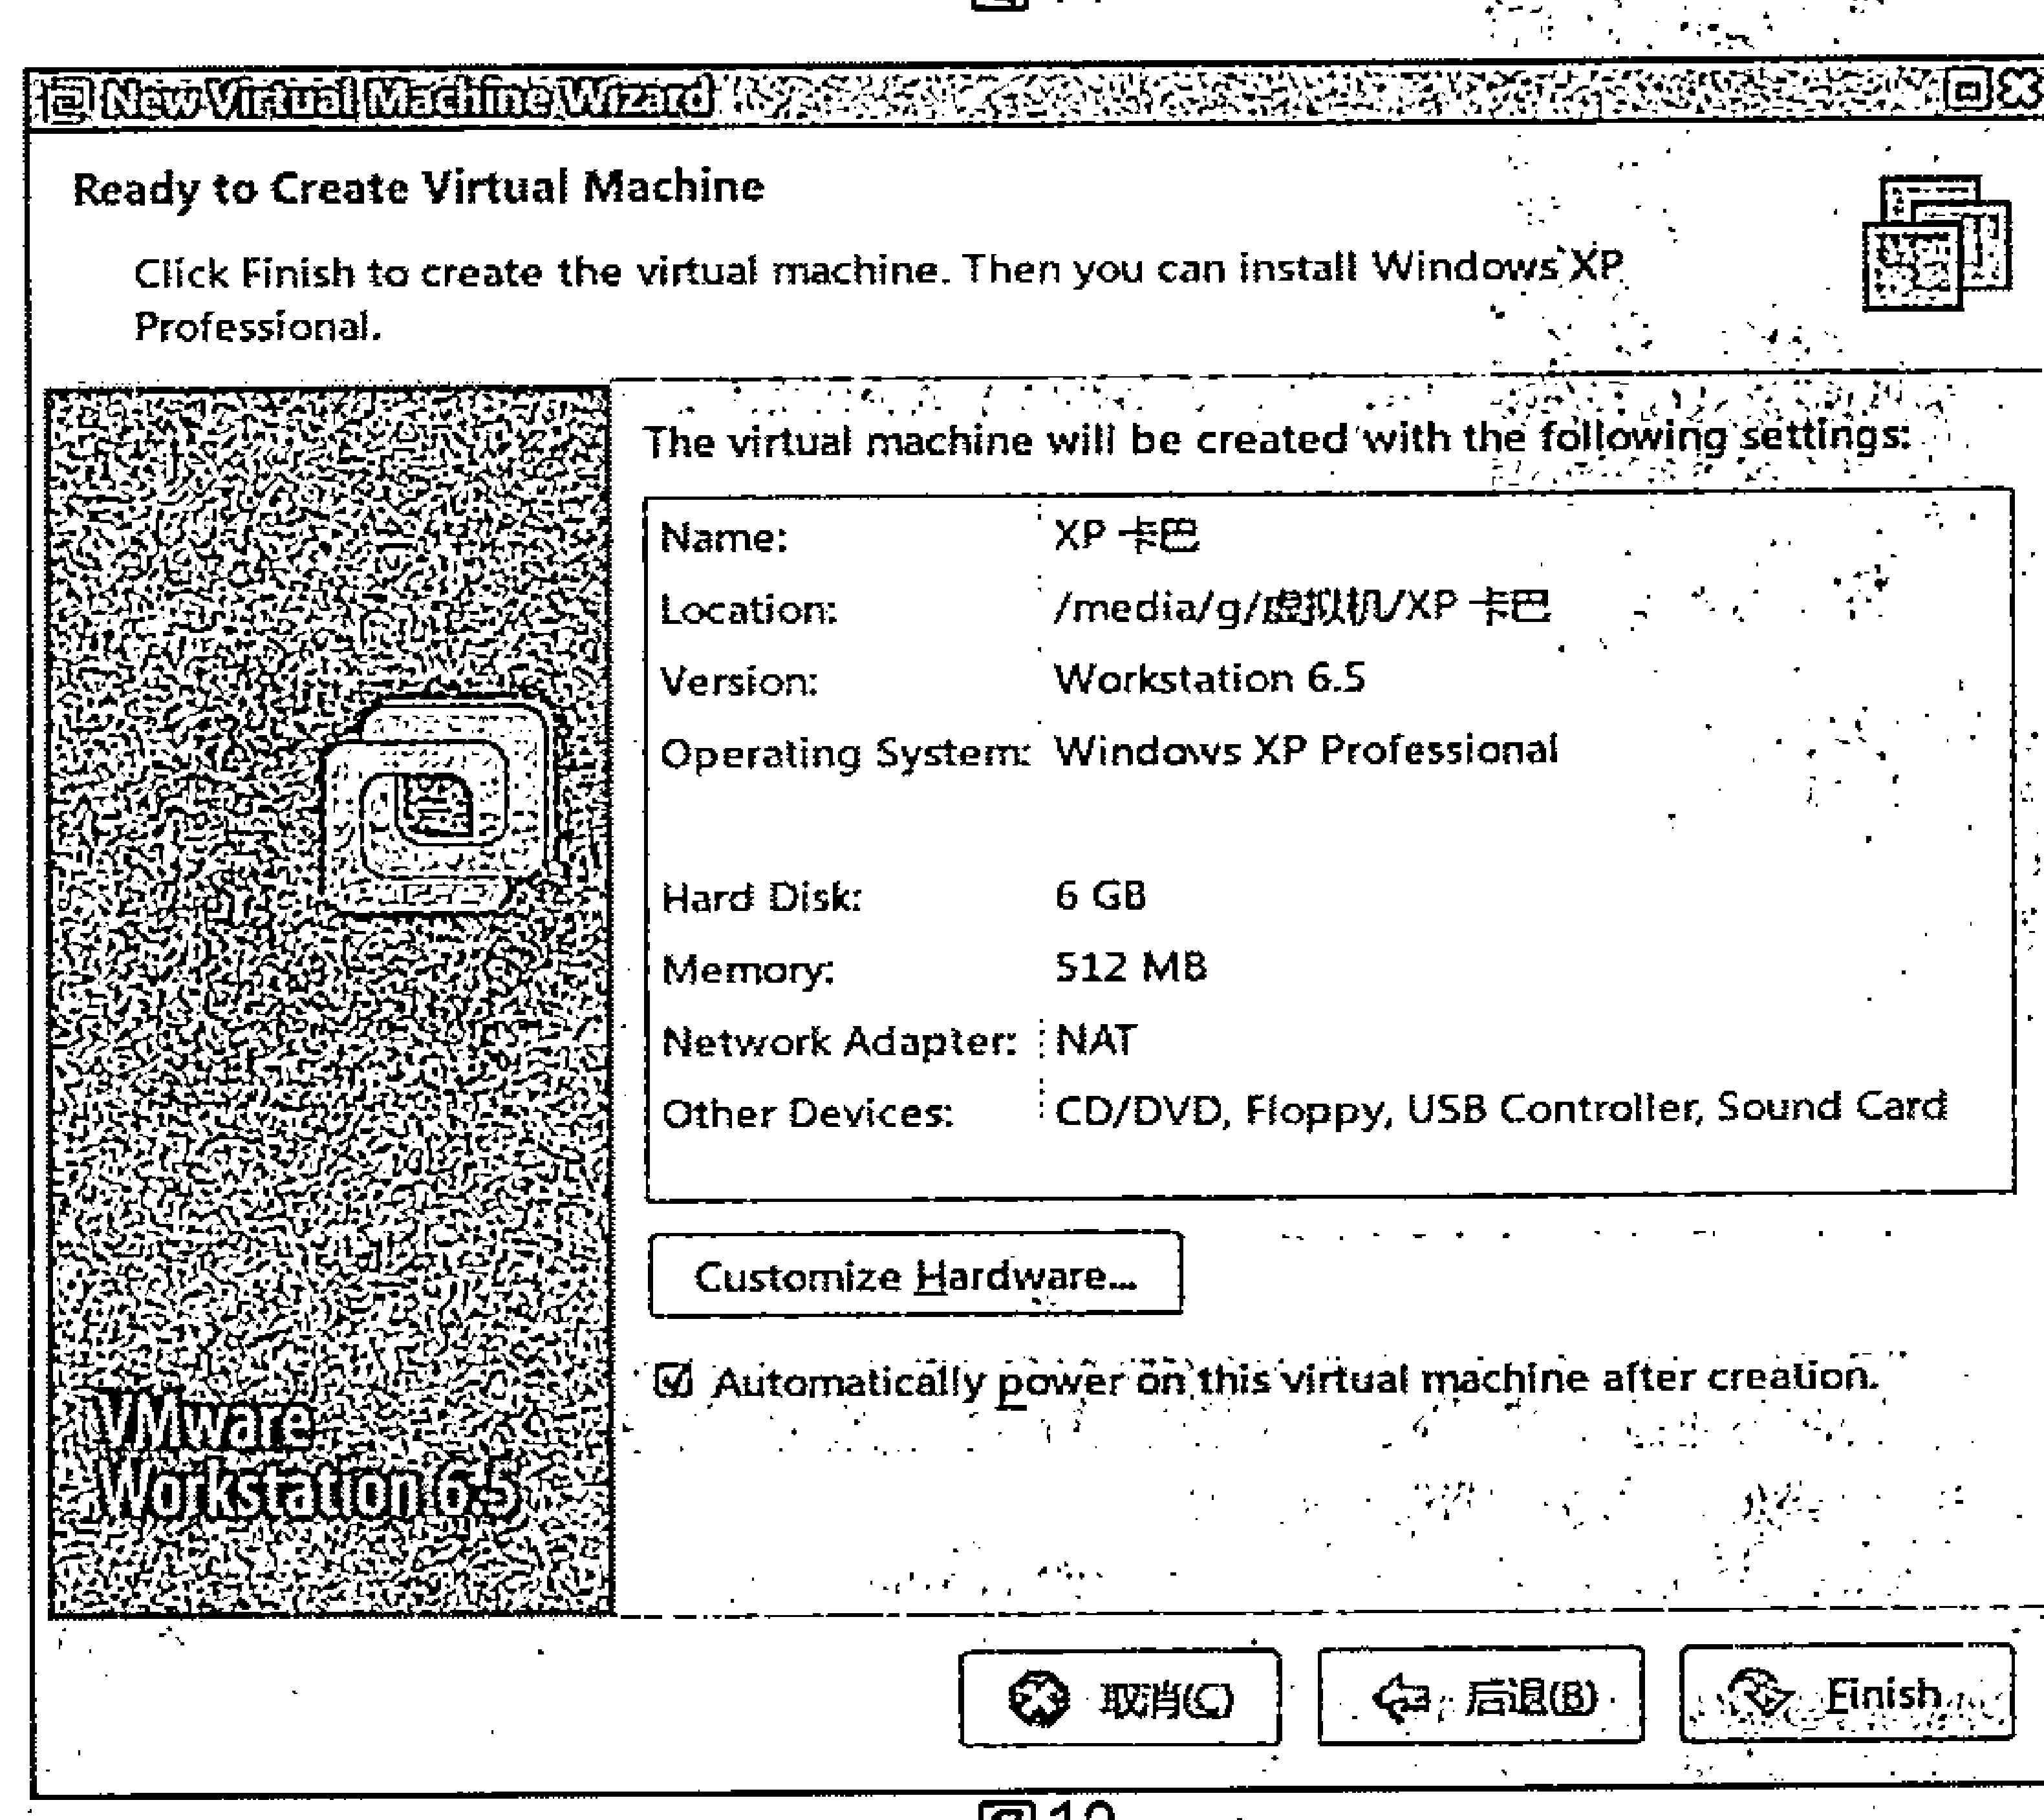 New Virtual Machine Wizard
Ready to Create Virtual Machine
Click Finish to create the virtual machine. Then you can install Windows XP
Professional.
The virtual machine will be created with the following settings:
Name: XP 卡巴
Location: /media/g/虚拟机/XP 卡巴
Version: Workstation 6.5
Operating System: Windows XP Professional
Hard Disk: 6 GB
Memory: 512 MB
Network Adapter: NAT
Other Devices: CD/DVD, Floppy, USB Controller, Sound Card
Customize Hardware...
Automatically power on this virtual machine after creation.
VMware
Workstation 6.5
取消(C) 后退(B) Finish